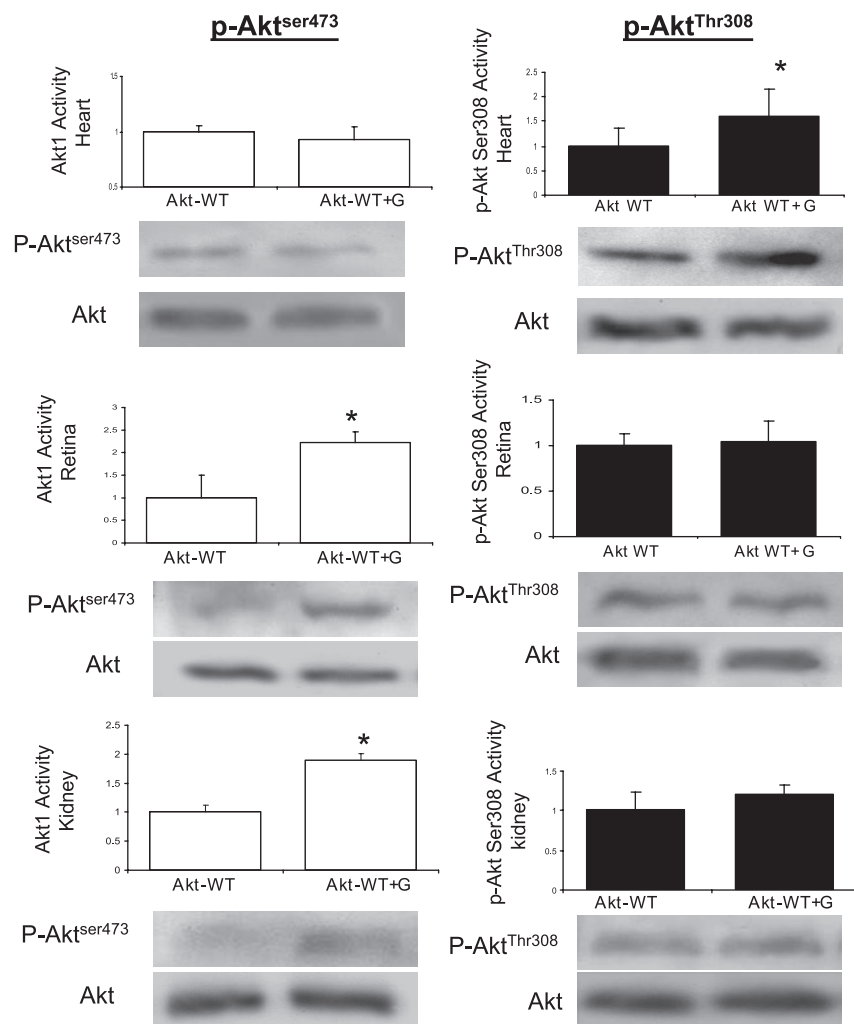 p-Akt^ser473
p-Akt^Thr308
Akt1 Activity
Heart
1.5
1
0.5
Akt-WT
Akt-WT+G
P-Akt^ser473
Akt
p-Akt Ser308 Activity
Heart
2.5
2
1.5
1
0.5
0
*
Akt WT
Akt WT+G
P-Akt^Thr308
Akt
Akt1 Activity
Retina
3
2.5
2
1.5
1
0.5
0
*
Akt-WT
Akt-WT+G
P-Akt^ser473
Akt
p-Akt Ser308 Activity
Retina
1.5
1
0.5
0
Akt WT
Akt WT+G
P-Akt^Thr308
Akt
Akt1 Activity
Kidney
2.5
2
1.5
1
0.5
0
*
Akt-WT
Akt-WT+G
P-Akt^ser473
Akt
p-Akt Ser308 Activity
kidney
1.5
1
0.5
0
Akt-WT
Akt-WT+G
P-Akt^Thr308
Akt